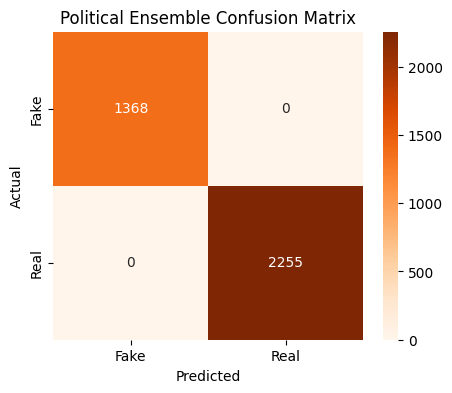 Political Ensemble Confusion Matrix
Actual
Fake
Real
1368
0
0
2255
Fake
Real
Predicted
2000
1500
1000
500
0